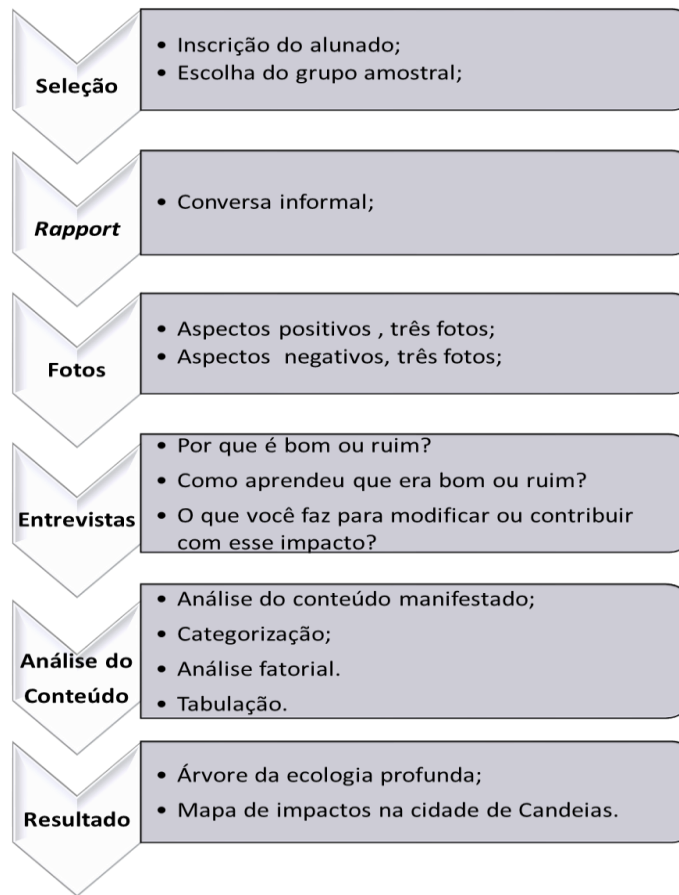 Seleção
• Inscrição do alunado;
• Escolha do grupo amostral;
Rapport
• Conversa informal;
Fotos
• Aspectos positivos , três fotos;
• Aspectos negativos, três fotos;
Entrevistas
• Por que é bom ou ruim?
• Como aprendeu que era bom ou ruim?
• O que você faz para modificar ou contribuir
com esse impacto?
Análise do
Conteúdo
• Análise do conteúdo manifestado;
• Categorização;
• Análise fatorial.
• Tabulação.
Resultado
• Árvore da ecologia profunda;
• Mapa de impactos na cidade de Candeias.